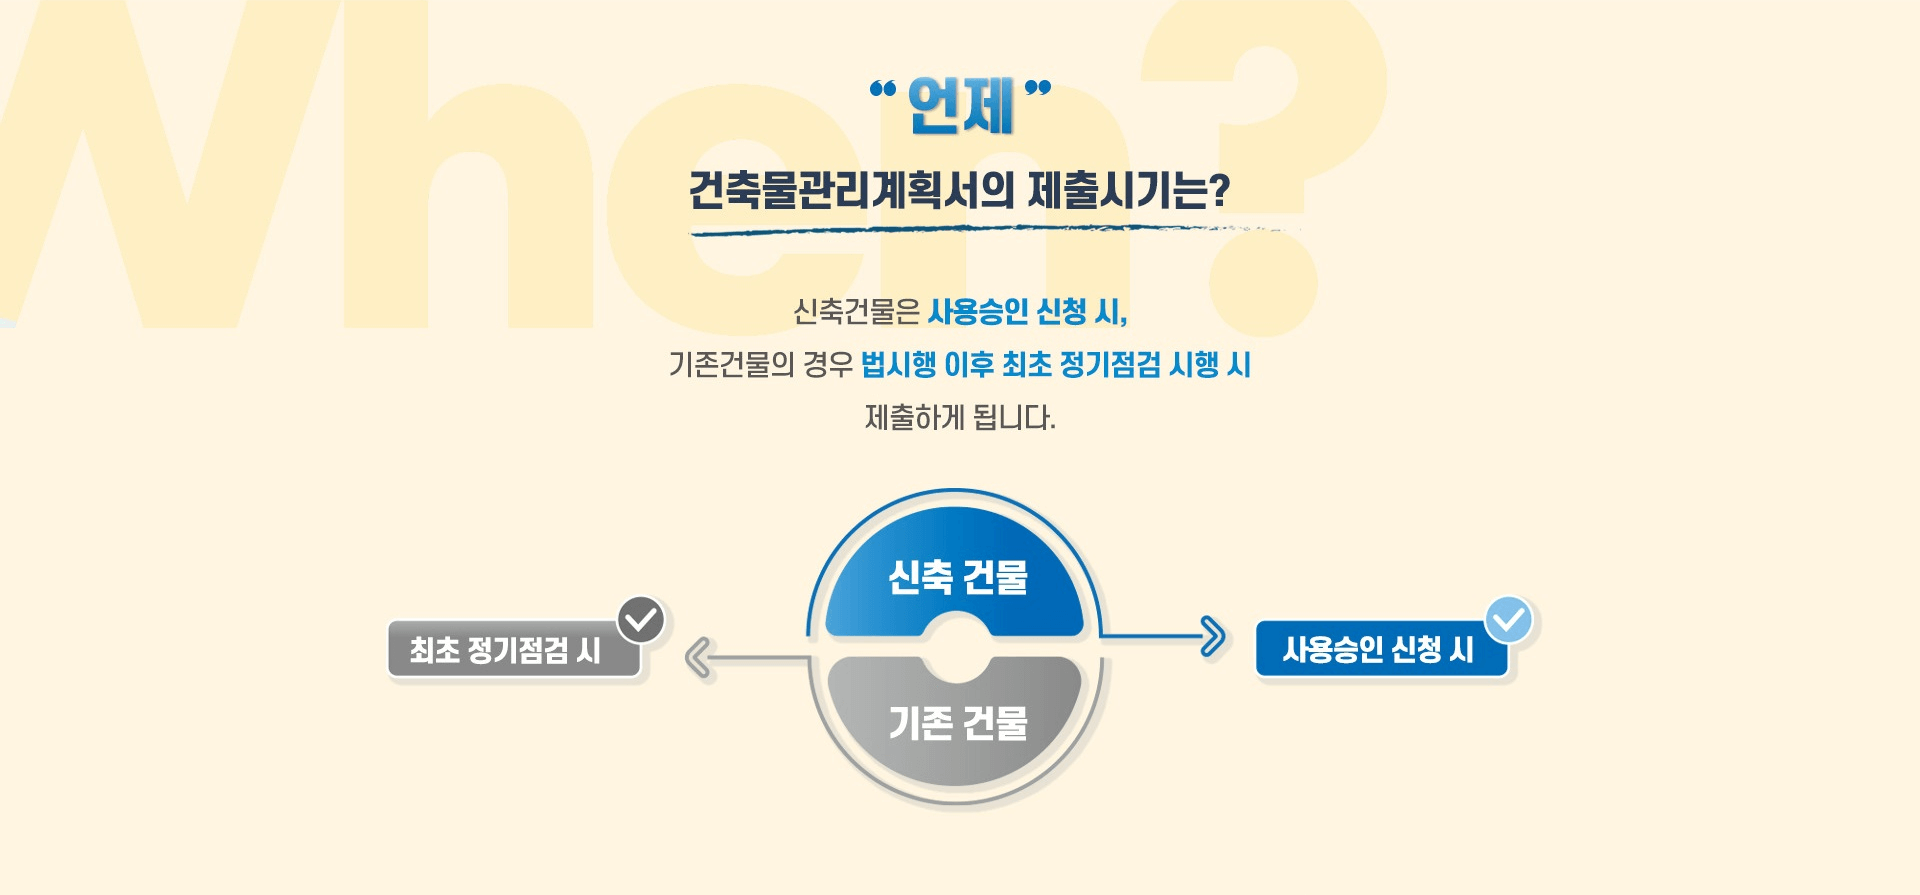 When?
“ 언제 ”
건축물관리계획서의 제출시기는?
신축건물은 사용승인 신청 시,
기존건물의 경우 법시행 이후 최초 정기점검 시행 시
제출하게 됩니다.
신축 건물
최초 정기점검 시
사용승인 신청 시
기존 건물